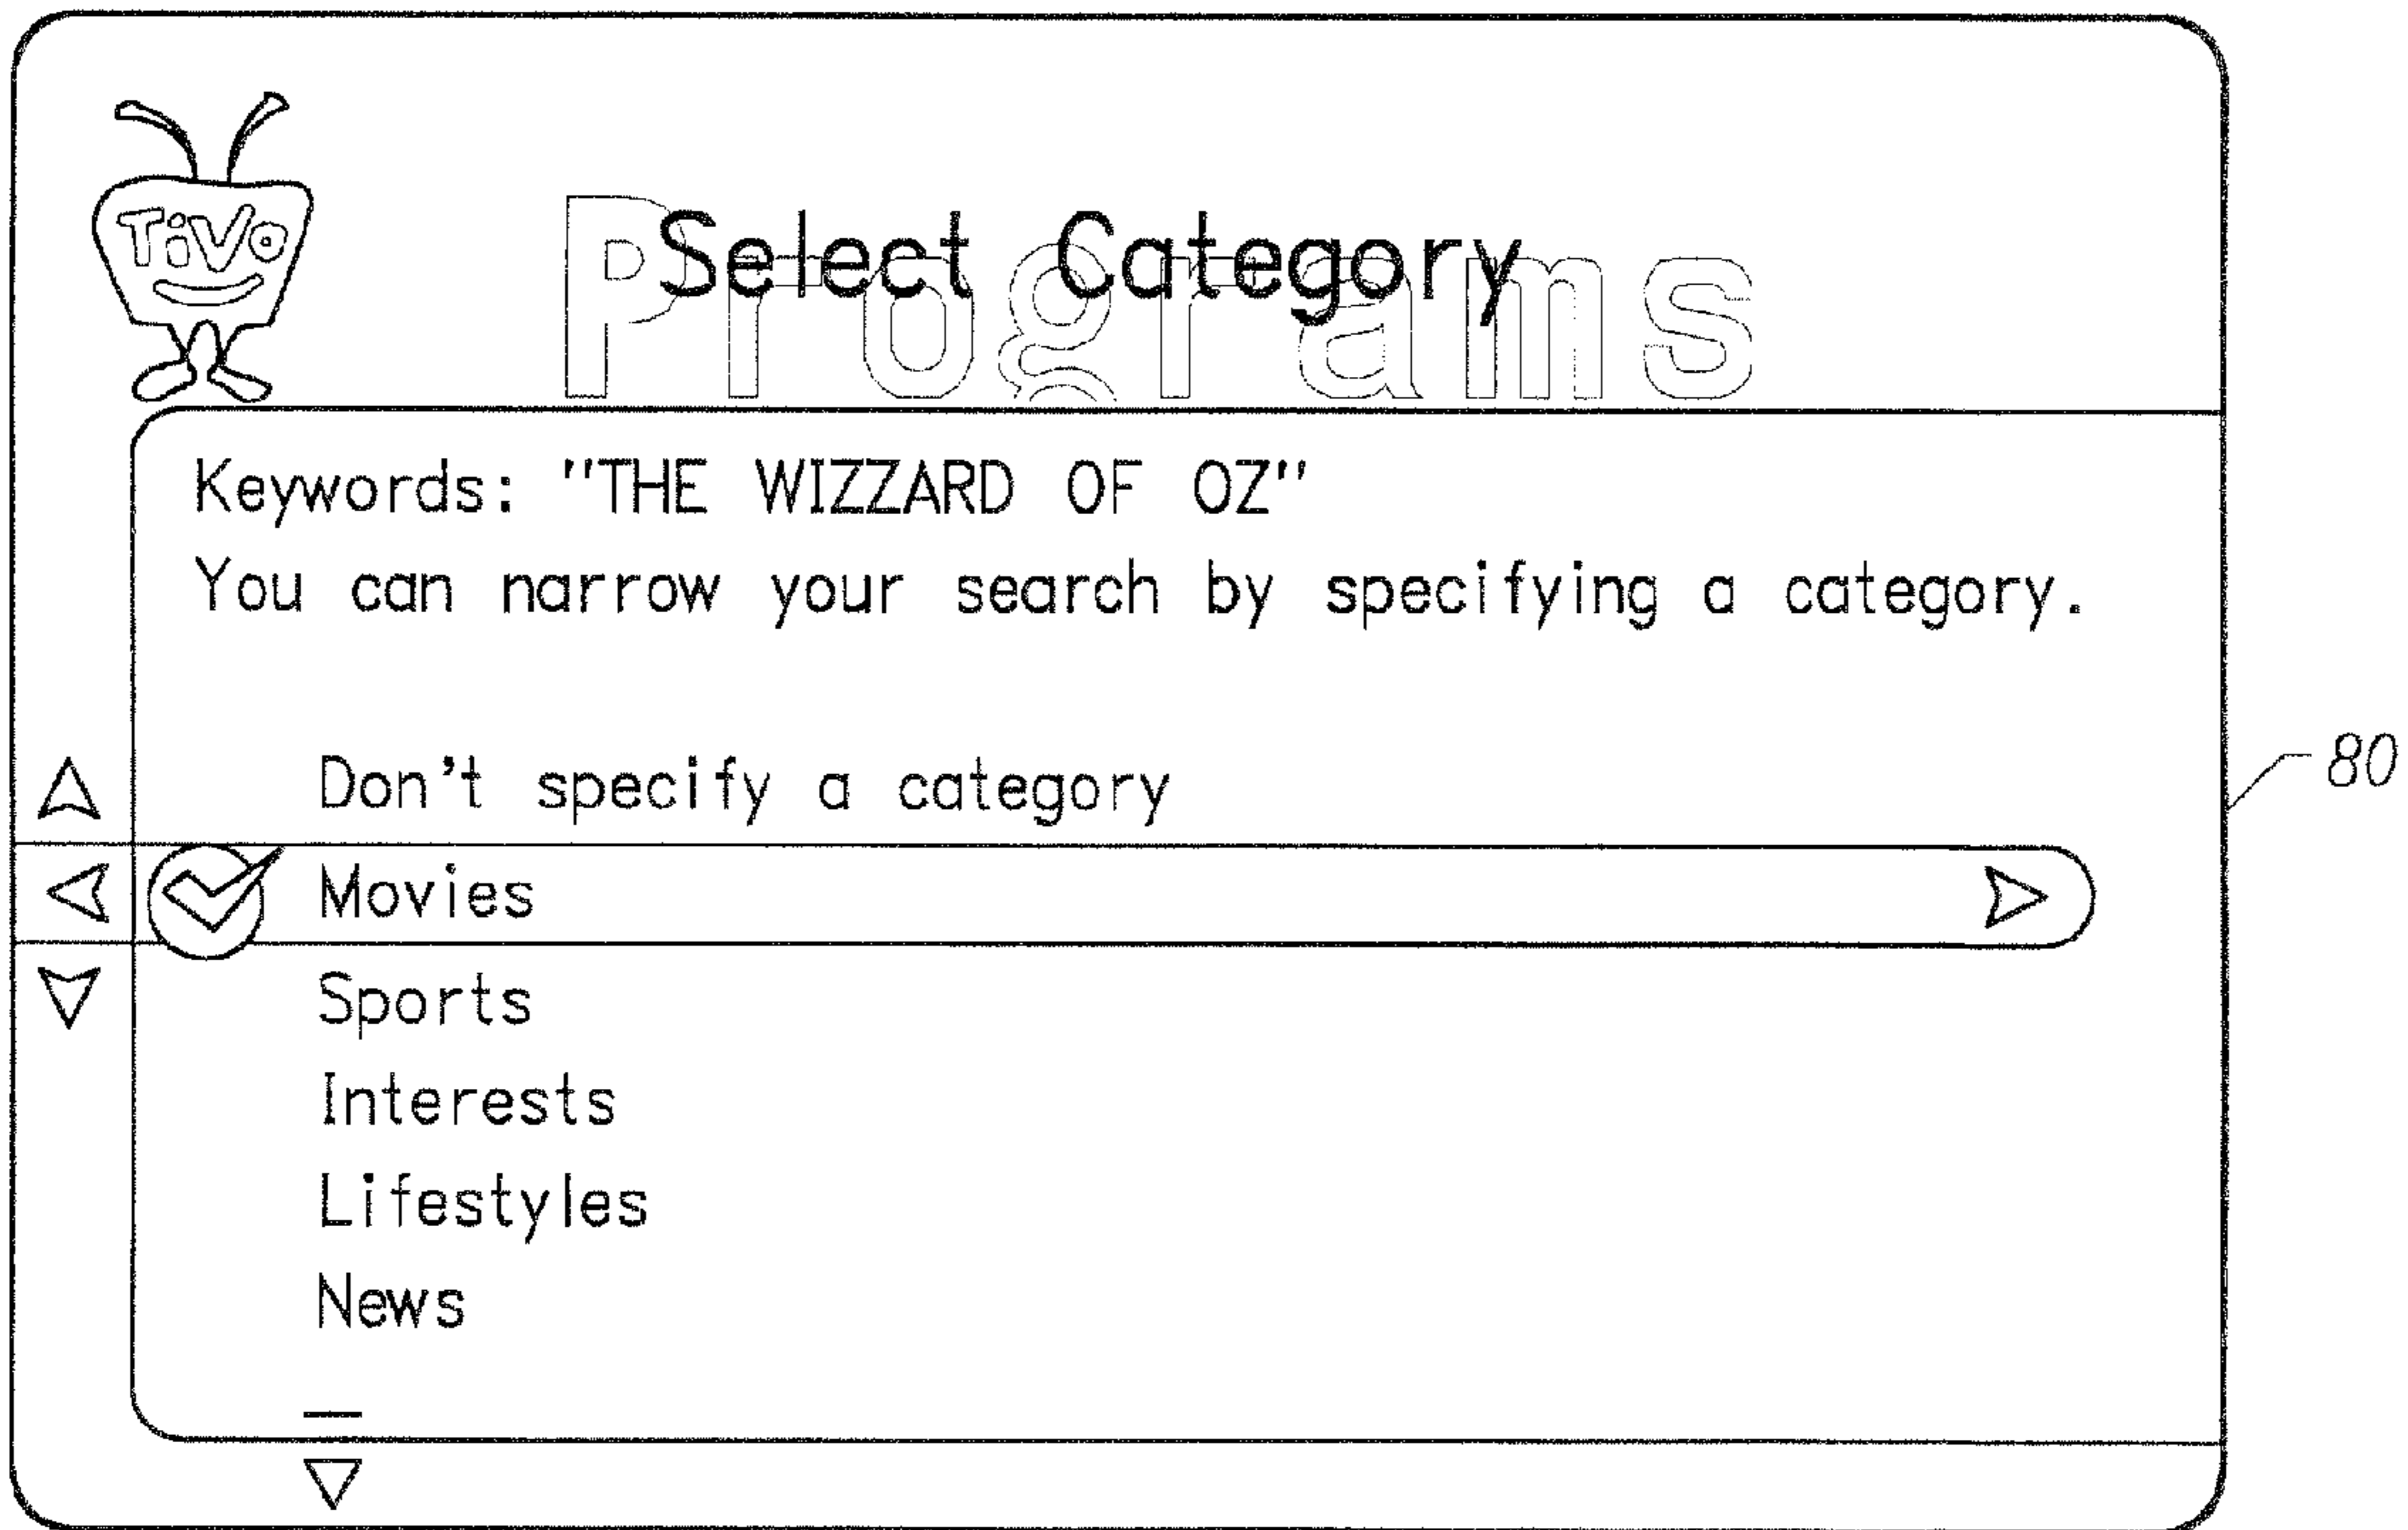 TiVo
Programs
Select Category
Keywords: "THE WIZZARD OF OZ"
You can narrow your search by specifying a category.
Don't specify a category
80
Movies
Sports
Interests
Lifestyles
News